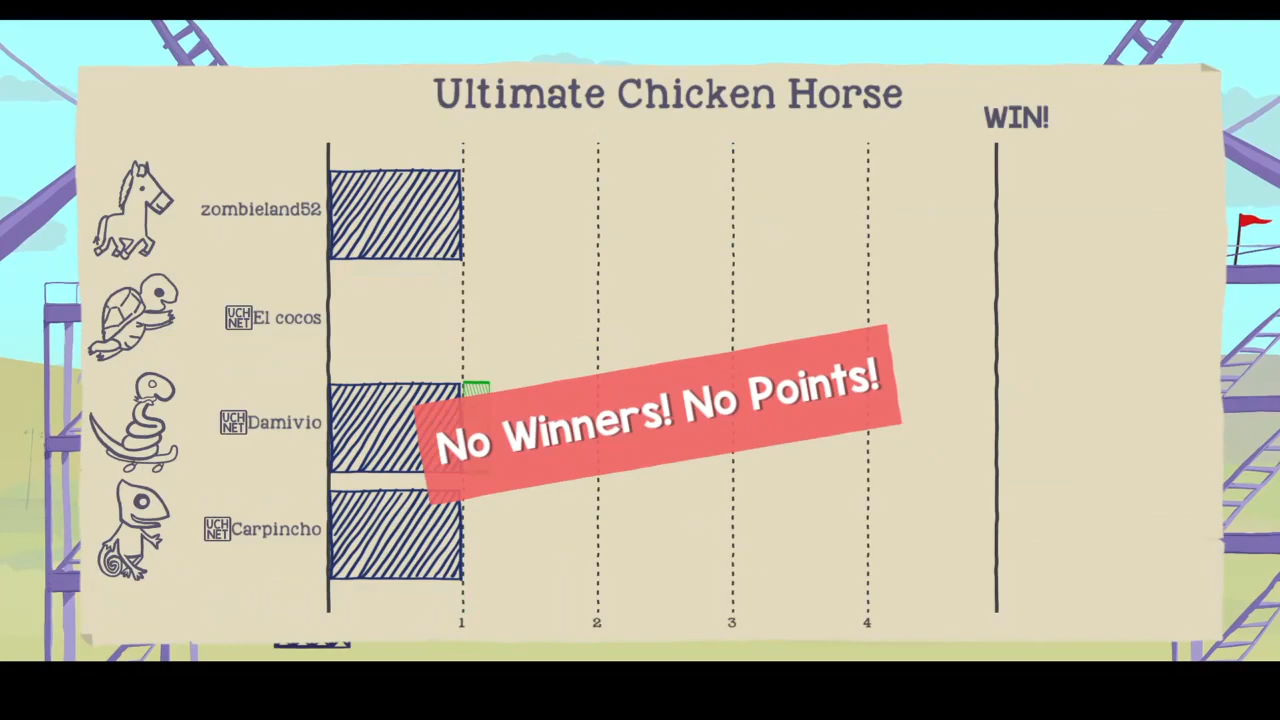 Ultimate Chicken Horse
WIN!
zombieland52
UCH NET El cocos
UCH NET Damivio
No Winners! No Points!
UCH NET Carpincho
1 2 3 4